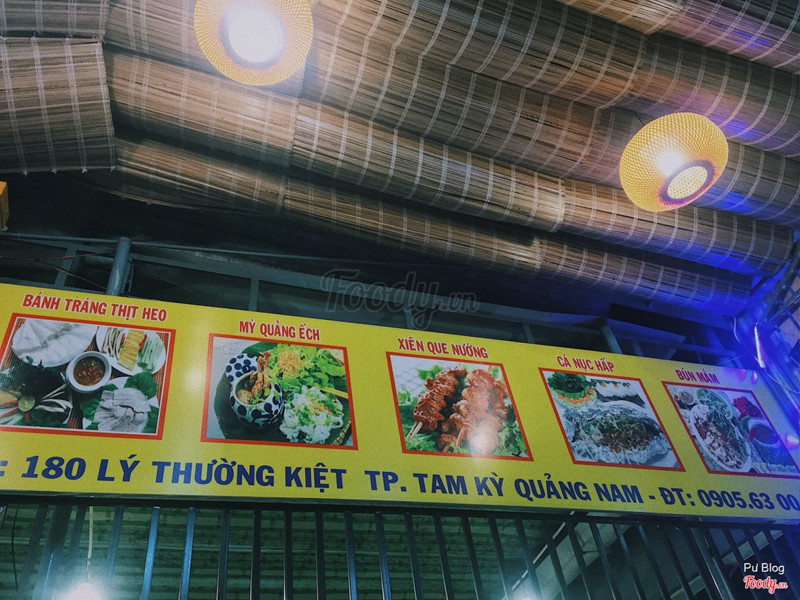 Foody.vn
BÁNH TRÁNG THỊT HEO
MỲ QUẢNG ẾCH
XIÊN QUE NƯỚNG
CÁ NỤC HẤP
BÚN MẮM
: 180 LÝ THƯỜNG KIỆT TP. TAM KỲ QUẢNG NAM - ĐT: 0905.63 00
Pu Blog
Foody.vn